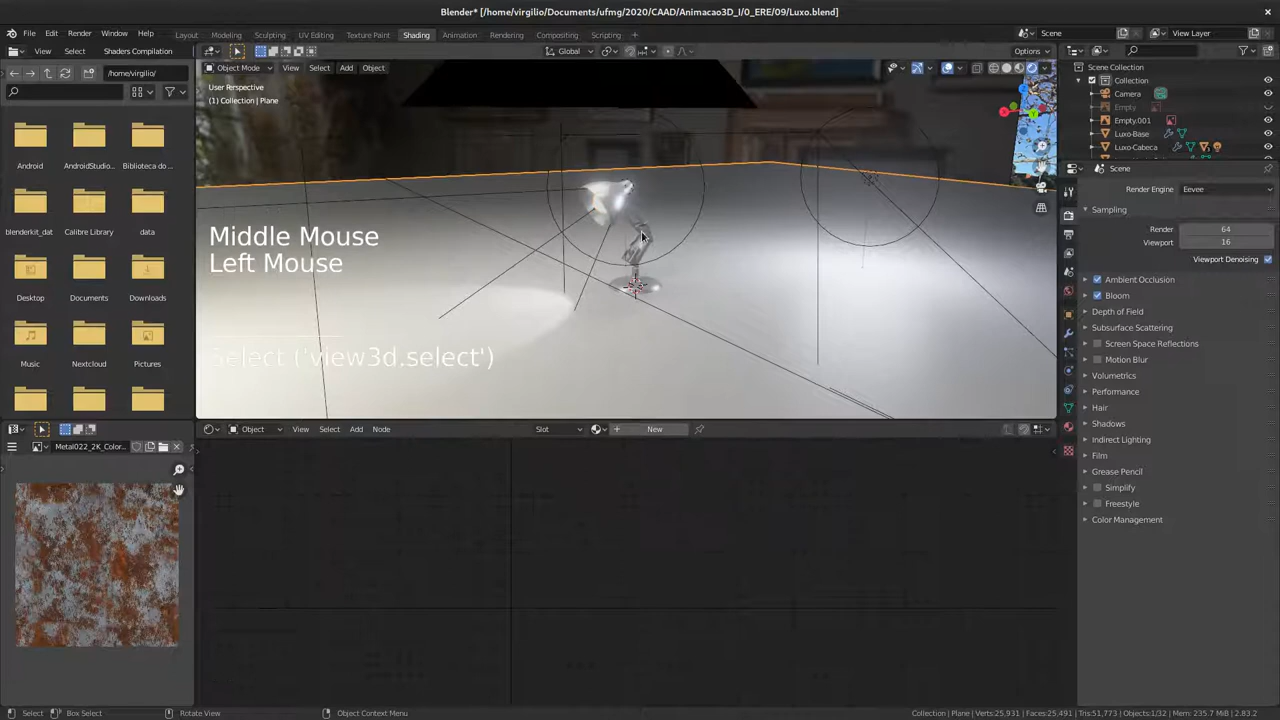 Blender* [/home/virgilio/Documents/ufmg/2020/CAAD/Animacao3D_I/0_ERE/09/Luxo.blend]
File Edit Render Window Help Layout Modeling Sculpting UV Editing Texture Paint Shading Animation Rendering Compositing Scripting Scene View Layer
View Select Shaders Compilation Global Options
/home/virgilio/ Object Mode View Select Add Object
User Perspective
(1) Collection | Plane
Scene Collection
Collection
Camera
Empty
Empty.001
Luxo-Base
Luxo-Cabeca
Android AndroidStudio... Biblioteca do ...
blenderkit_dat Calibre Library data
Desktop Documents Downloads
Music Necessidad... Pictures
Middle Mouse
Left Mouse
Select ('view3d.select')
Scene
Render Engine Eevee
Sampling
Render 64
Viewport 16
Viewport Denoising
Ambient Occlusion
Bloom
Depth of Field
Subsurface Scattering
Screen Space Reflections
Motion Blur
Volumetrics
Performance
Hair
Shadows
Indirect Lighting
Film
Grease Pencil
Simplify
Freestyle
Color Management
Object View Select Add Node Slot New
Metal022_2K_Color...
Select Box Select Rotate View Object Context Menu Collection | Plane | Verts:25,931 | Faces:25,491 | Tris:51,773 | Objects:1/32 | Mem: 235.7 MiB | 2.83.2